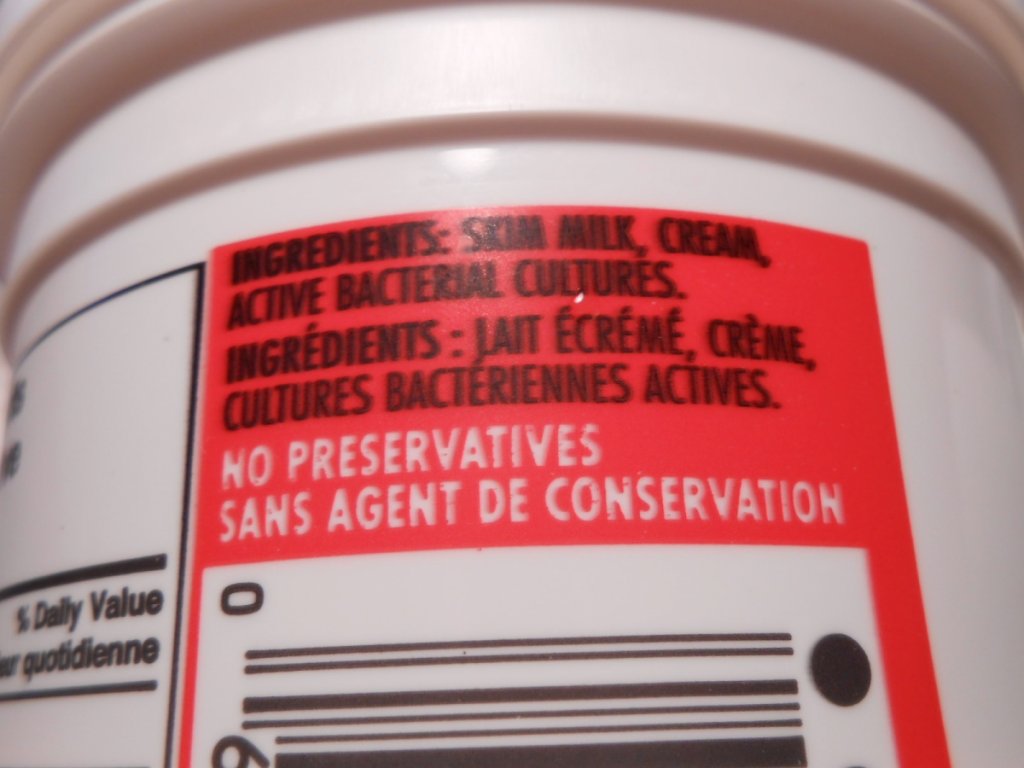 INGREDIENTS: SKIM MILK, CREAM,
ACTIVE BACTERIAL CULTURES.
INGRÉDIENTS : LAIT ÉCRÉMÉ, CRÈME,
CULTURES BACTÉRIENNES ACTIVES.
NO PRESERVATIVES
SANS AGENT DE CONSERVATION
% Daily Value
quotidienne
0
6